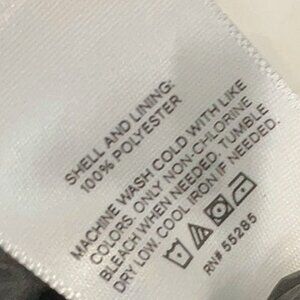 SHELL AND LINING:
100% POLYESTER
MACHINE WASH COLD WITH LIKE
COLORS. ONLY NON-CHLORINE
BLEACH WHEN NEEDED. TUMBLE
DRY LOW. COOL IRON IF NEEDED.
RN# 55285